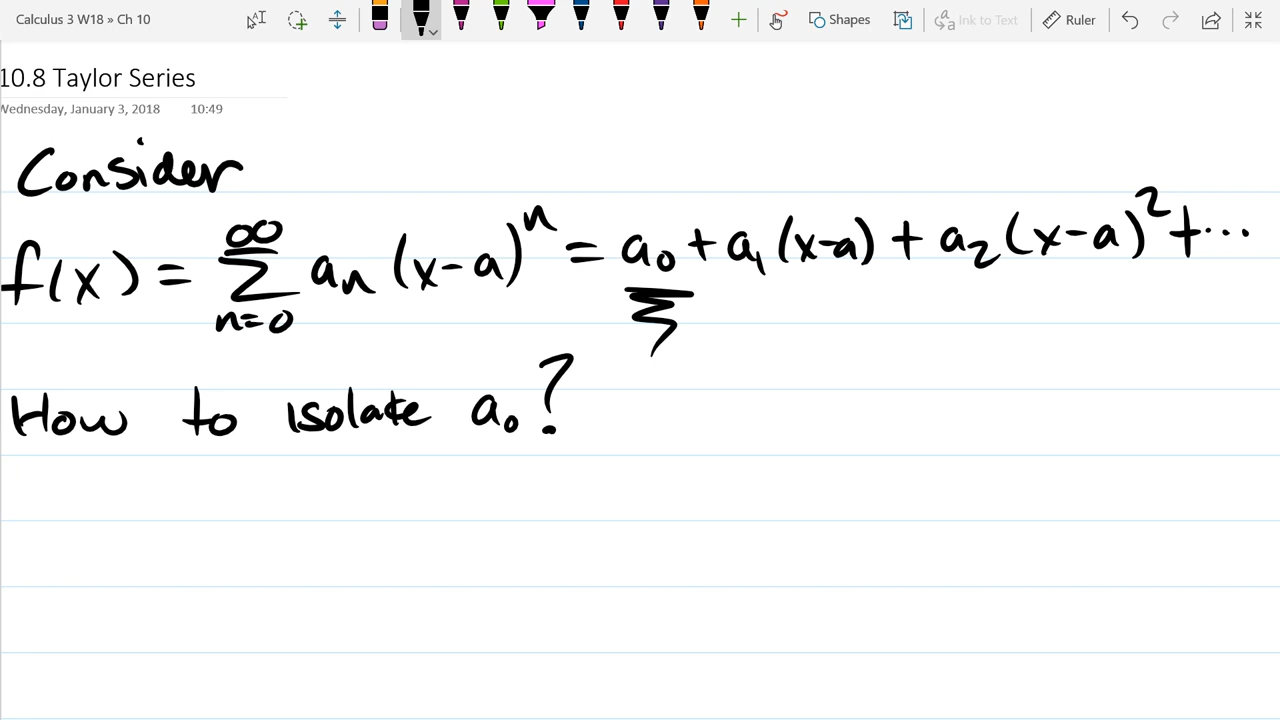 Calculus 3 W18 » Ch 10
Shapes
Link to Text
Ruler
10.8 Taylor Series
Wednesday, January 3, 2018 10:49
Consider
f(x) = ∑_{n=0}^{∞} a_n (x-a)^n = a_0 + a_1 (x-a) + a_2 (x-a)^2 + ...
How to isolate a_0?